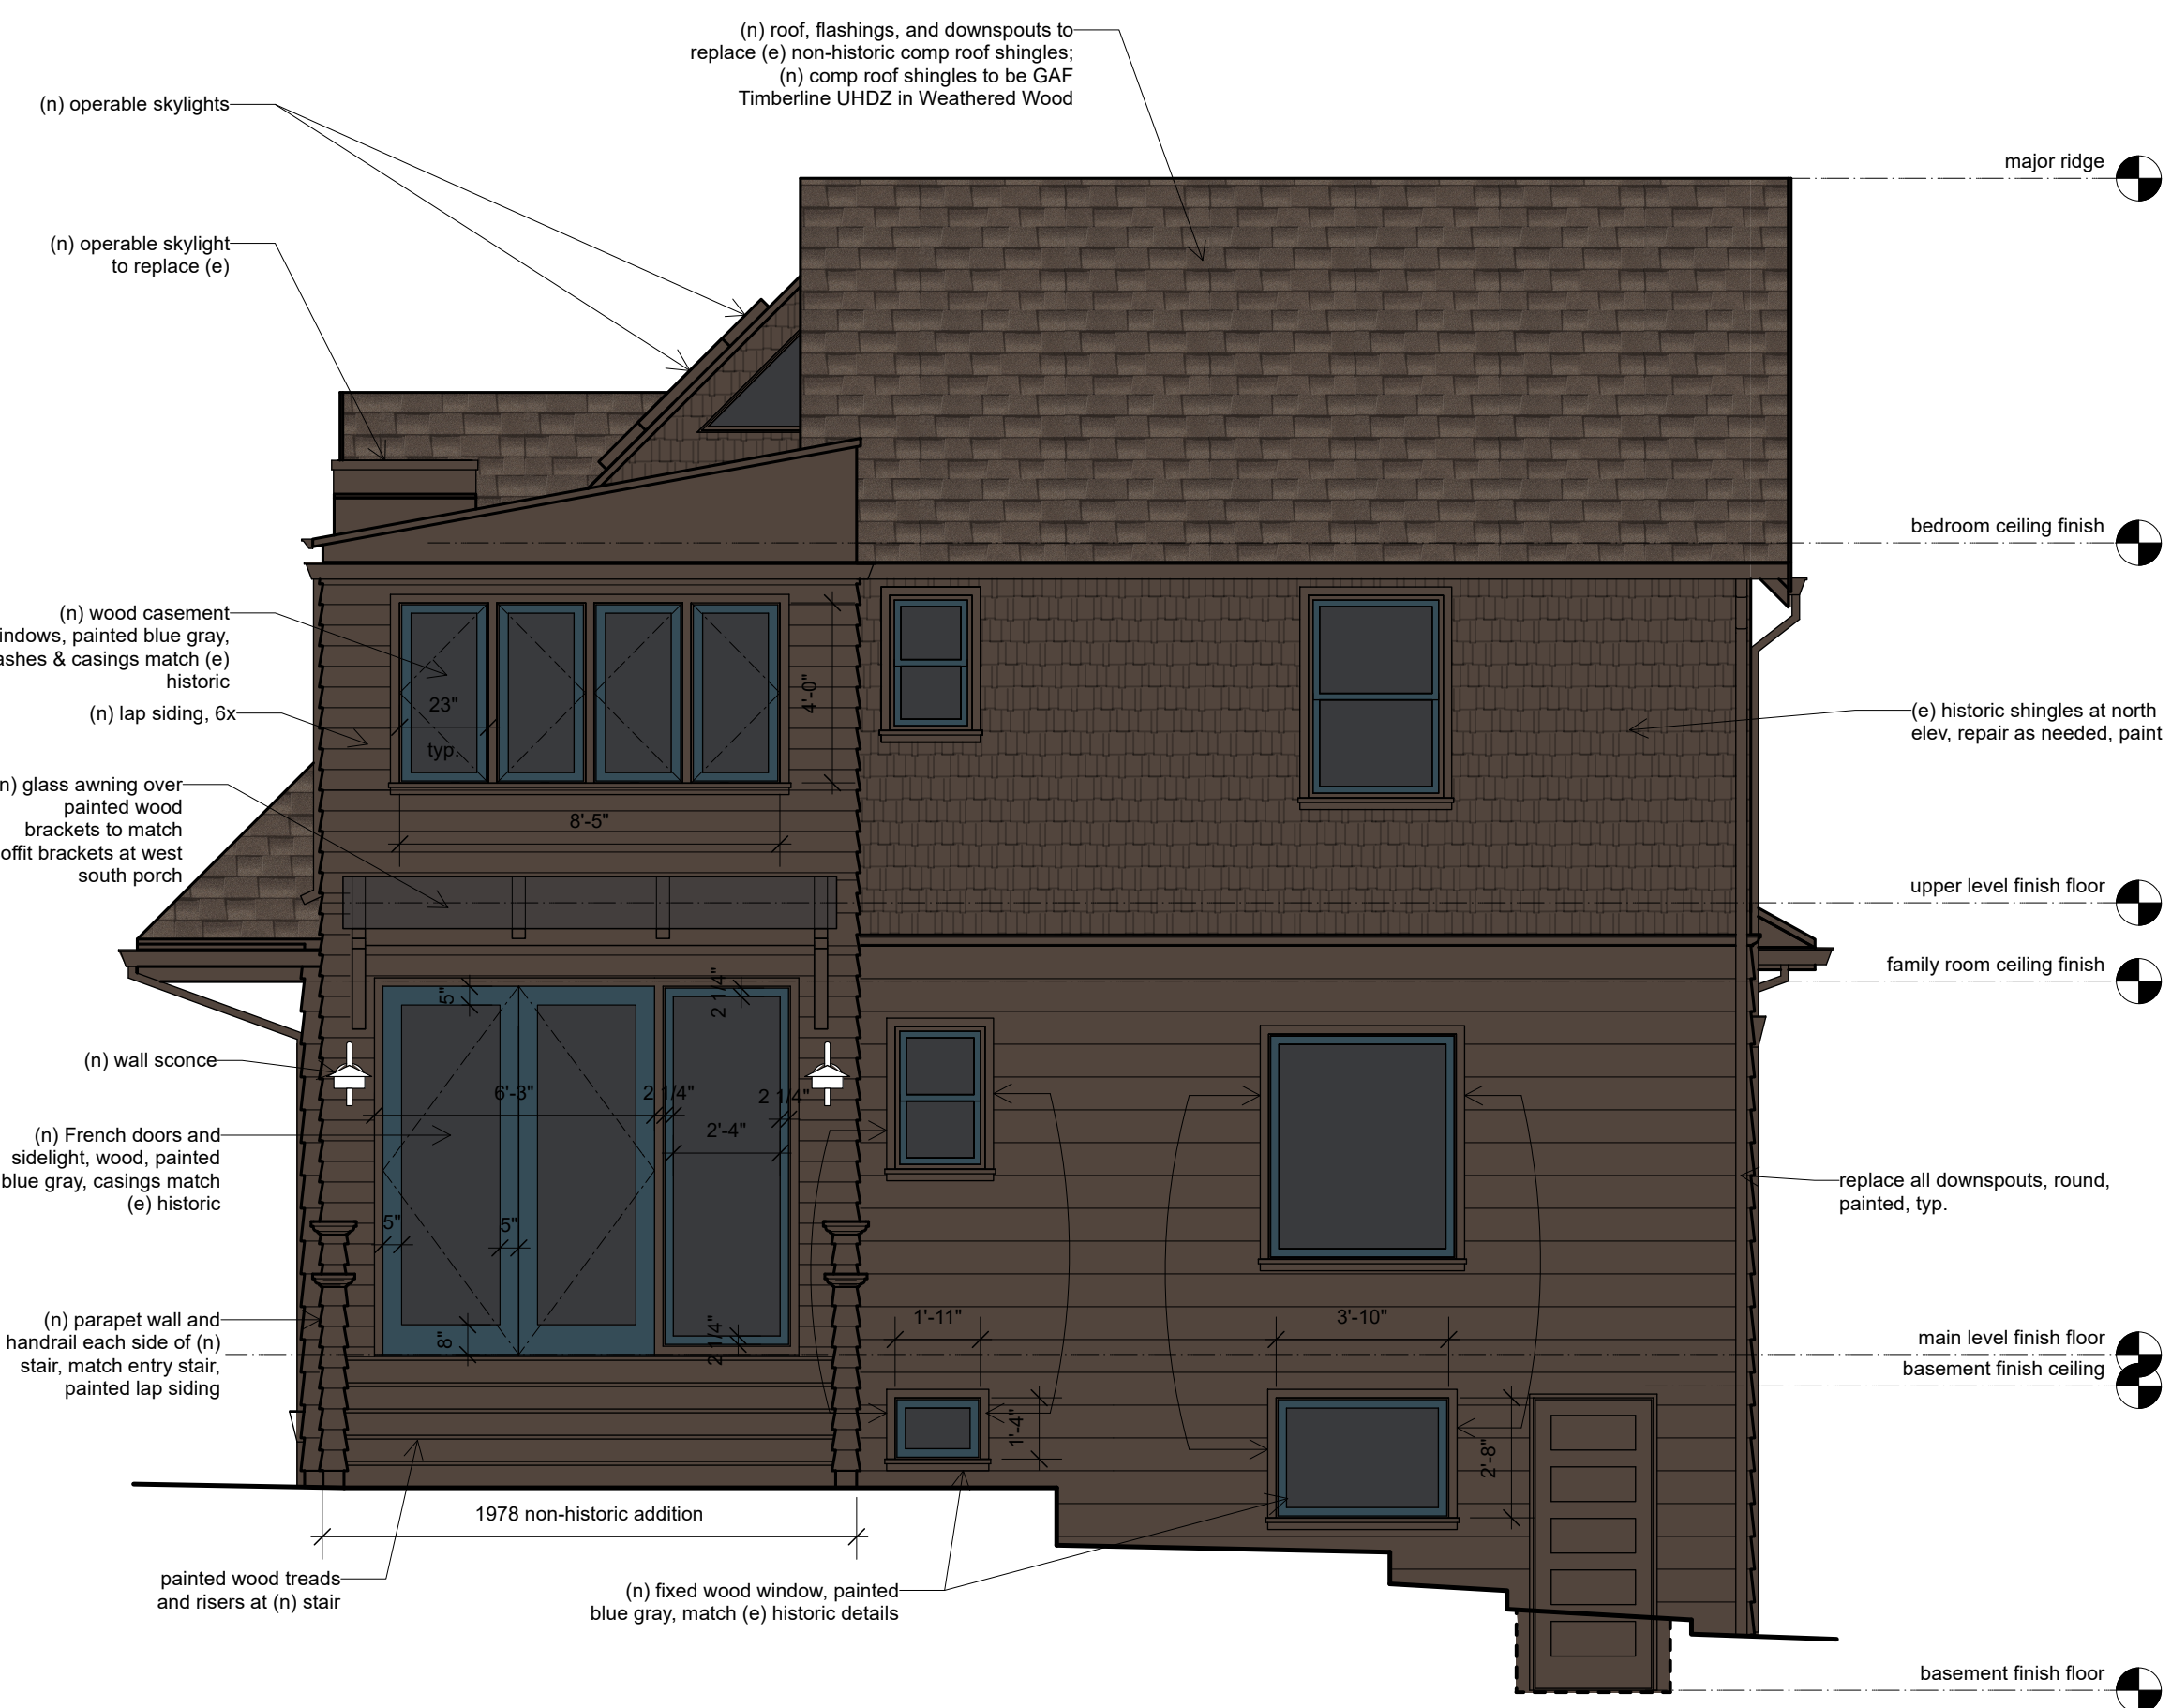 (n) roof, flashings, and downspouts to
replace (e) non-historic comp roof shingles;
(n) comp roof shingles to be GAF
Timberline UHDZ in Weathered Wood
(n) operable skylights
major ridge
(n) operable skylight
to replace (e)
bedroom ceiling finish
(n) wood casement
indows, painted blue gray,
ashes & casings match (e)
historic
23"
typ.
4'-0"
(n) lap siding, 6x
(e) historic shingles at north
elev, repair as needed, paint
n) glass awning over
painted wood
brackets to match
offit brackets at west
south porch
8'-5"
upper level finish floor
family room ceiling finish
5"
2 1/4"
(n) wall sconce
6'-3"
2 1/4"
2 1/4"
2'-4"
(n) French doors and
sidelight, wood, painted
blue gray, casings match
(e) historic
replace all downspouts, round,
painted, typ.
5"
5"
8"
2 1/4"
(n) parapet wall and
handrail each side of (n)
stair, match entry stair,
painted lap siding
1'-11"
3'-10"
main level finish floor
basement finish ceiling
1'-4"
2'-8"
1978 non-historic addition
painted wood treads
and risers at (n) stair
(n) fixed wood window, painted
blue gray, match (e) historic details
basement finish floor